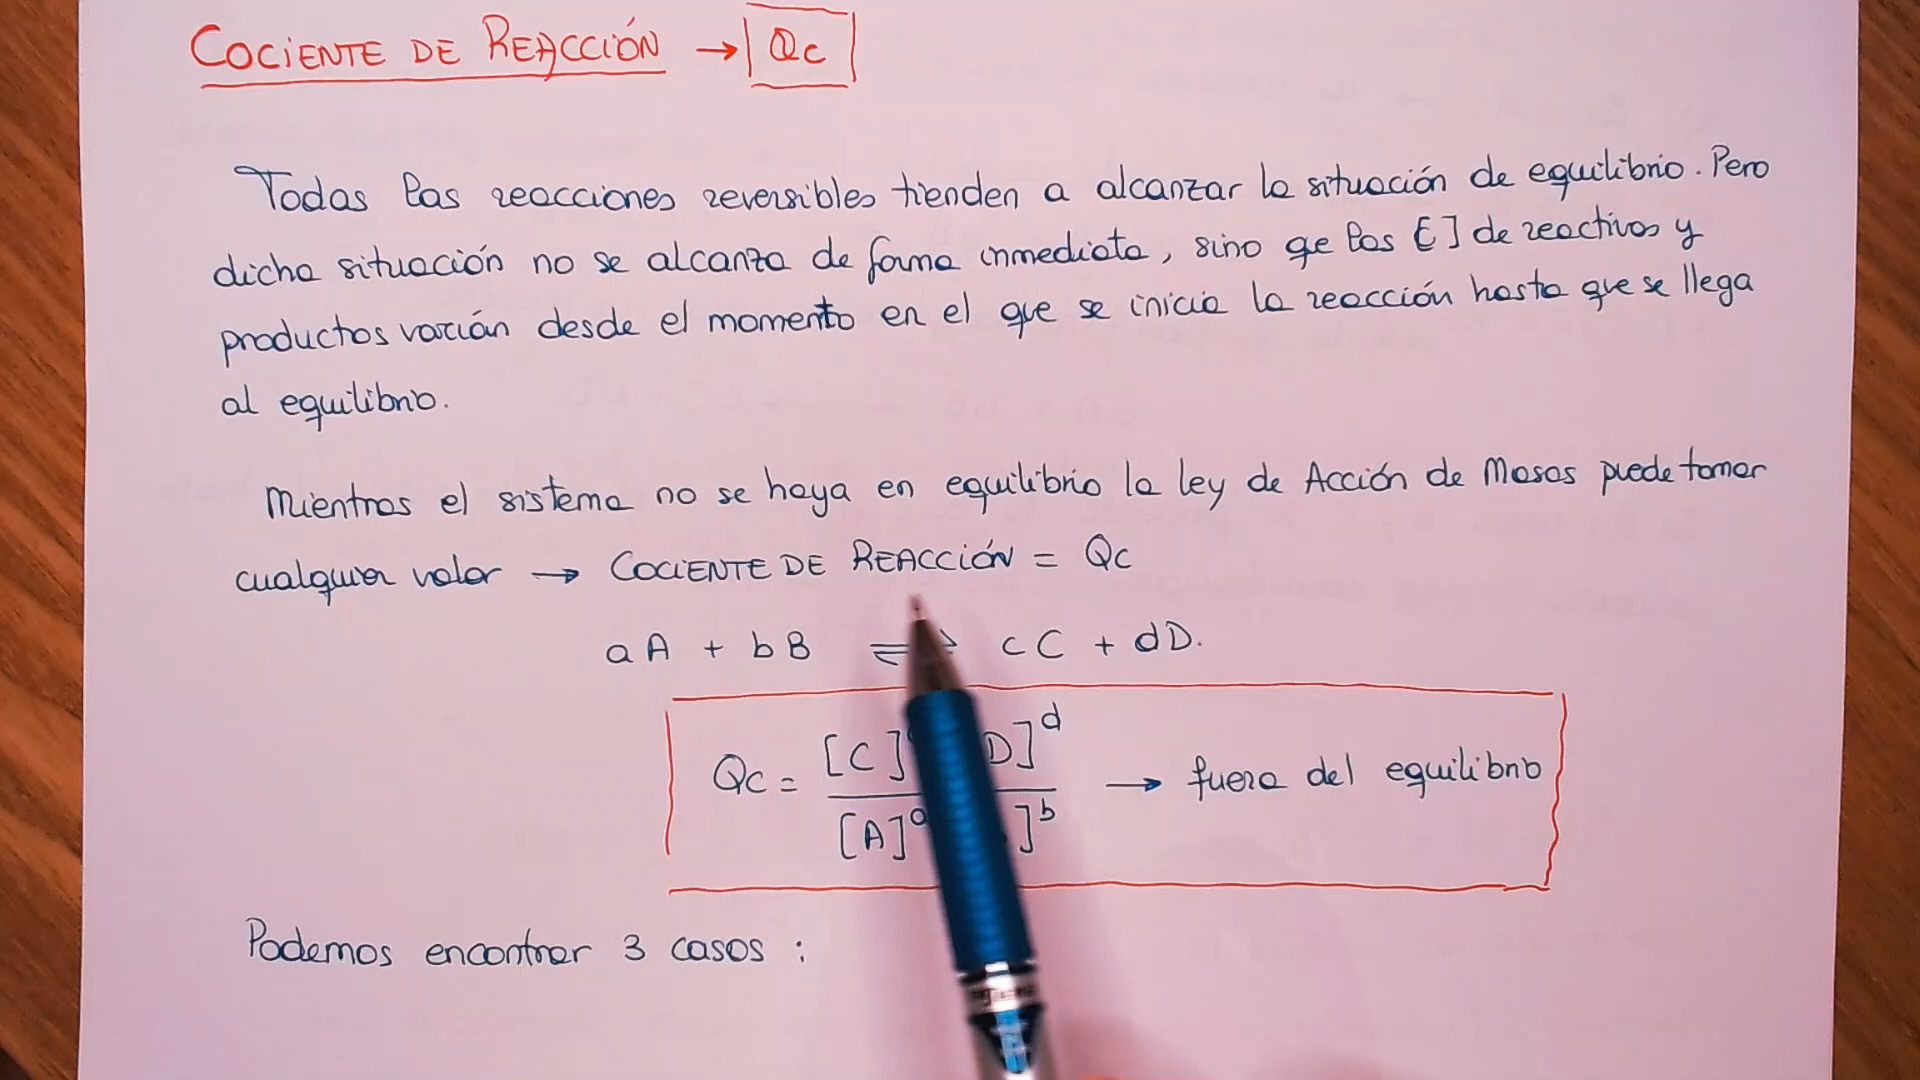 COCIENTE DE REACCIÓN → Qc
Todas las reacciones reversibles tienden a alcanzar la situación de equilibrio. Pero
dicha situación no se alcanza de forma inmediata, sino qe las [ ] de reactivos y
productos varían desde el momento en el que se inicia la reacción hasta que se llega
al equilibrio.
Mientras el sistema no se haya en equilibrio la ley de Acción de Masas puede tomar
cualquier valor → COCIENTE DE REACCIÓN = Qc
aA + bB ⇌ cC + dD.
Qc = [C] D]^d / [A]^a ]^b → fuera del equilibrio
Podemos encontrar 3 casos :